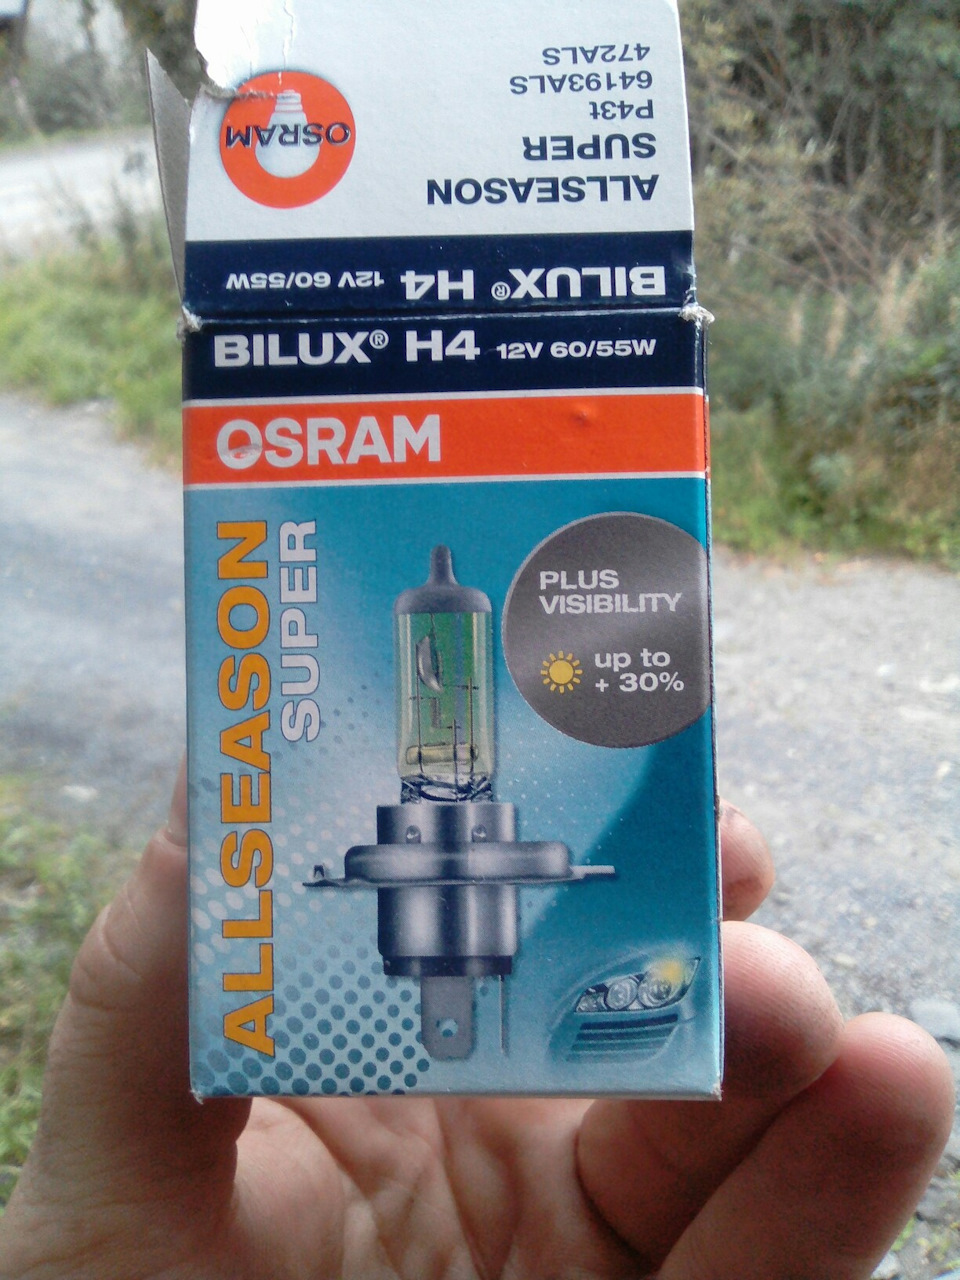 472ALS
64193ALS
P43t
SUPER
ALLSEASON
OSRAM
BILUX® H4 12V 60/55W
BILUX® H4 12V 60/55W
OSRAM
ALLSEASON
SUPER
PLUS
VISIBILITY
up to
+ 30%